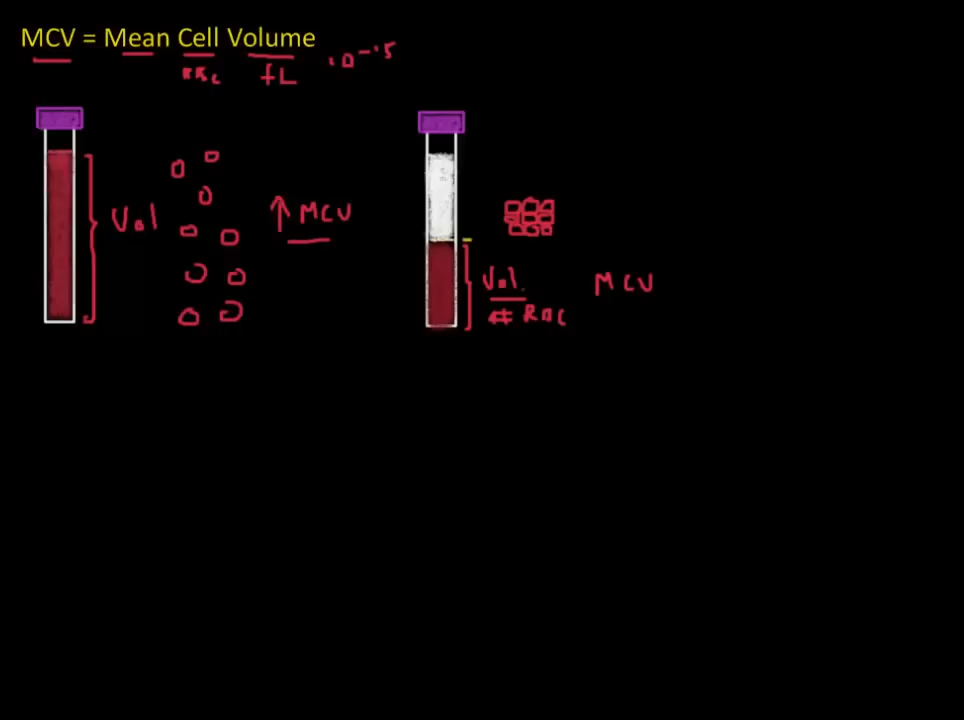 MCV = Mean Cell Volume
RBC fL 10^-15
Vol
↑ MCV
Vol.
# RBC
MCV